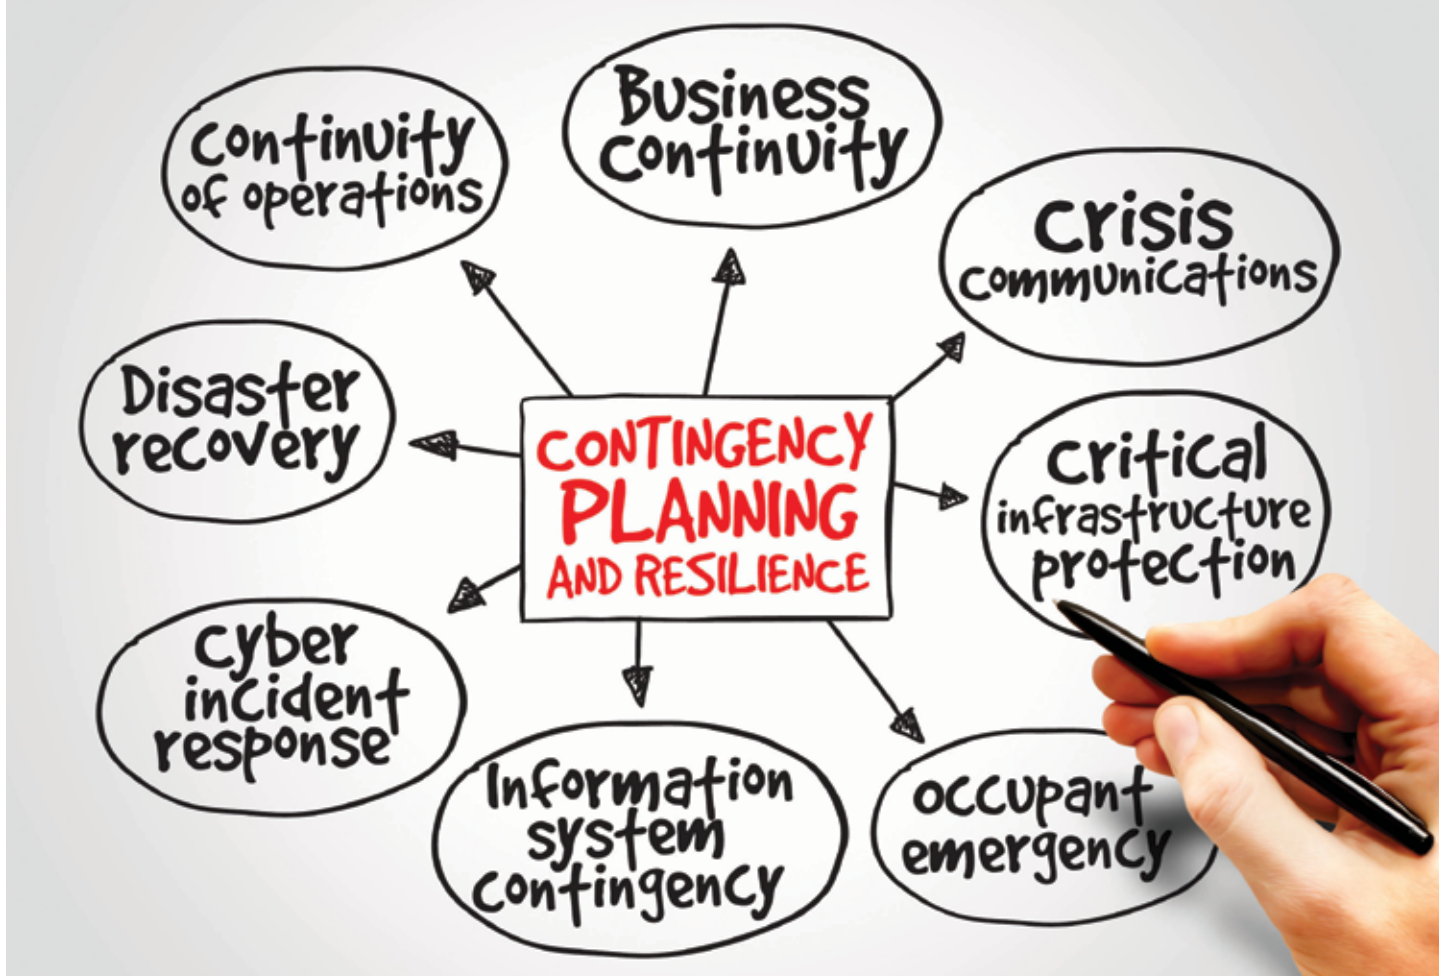 Business
continuity
continuity
of operations
crisis
communications
Disaster
recovery
CONTINGENCY
PLANNING
AND RESILIENCE
critical
infrastructure
protection
cyber
incident
response
Information
system
contingency
occupant
emergency